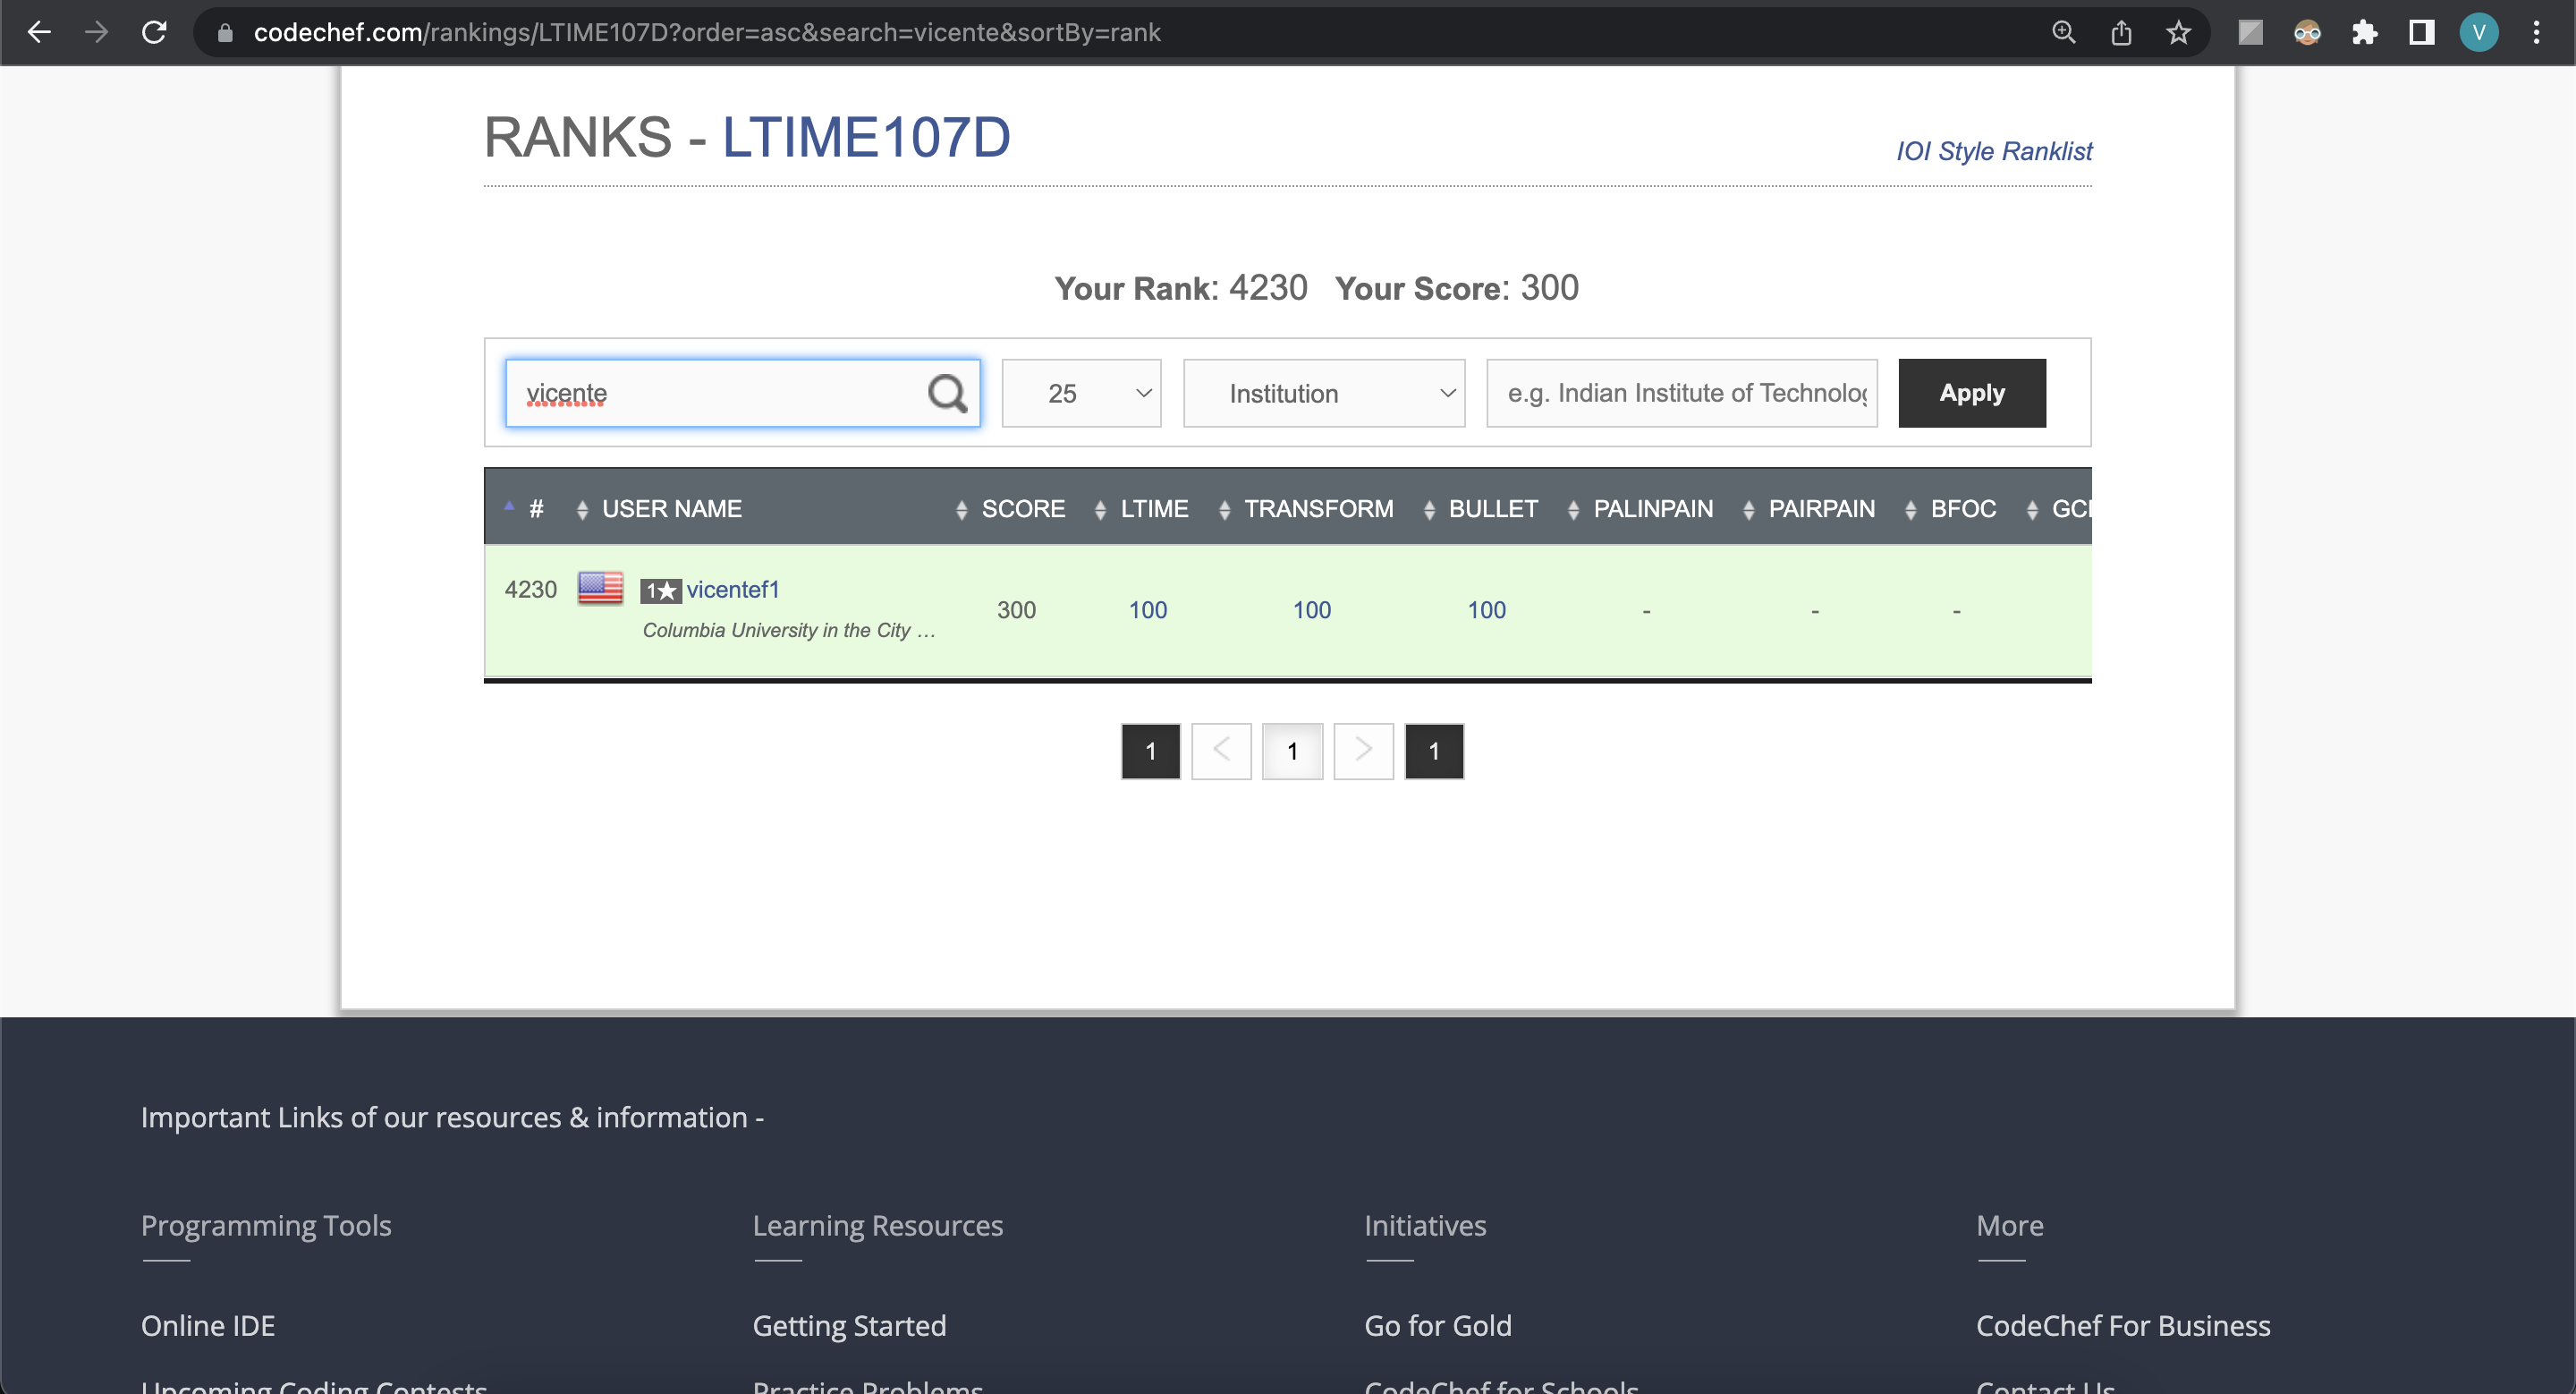 codechef.com/rankings/LTIME107D?order=asc&search=vicente&sortBy=rank
V
RANKS - LTIME107D
IOI Style Ranklist
Your Rank: 4230 Your Score: 300
vicente 25 Institution e.g. Indian Institute of Technolog Apply
# USER NAME SCORE LTIME TRANSFORM BULLET PALINPAIN PAIRPAIN BFOC GC
4230 1★ vicentef1 300 100 100 100 - - -
Columbia University in the City ...
1 < 1 > 1
Important Links of our resources & information -
Programming Tools Learning Resources Initiatives More
Online IDE Getting Started Go for Gold CodeChef For Business
Upcoming Coding Contests Practice Problems CodeChef for Schools Contact Us